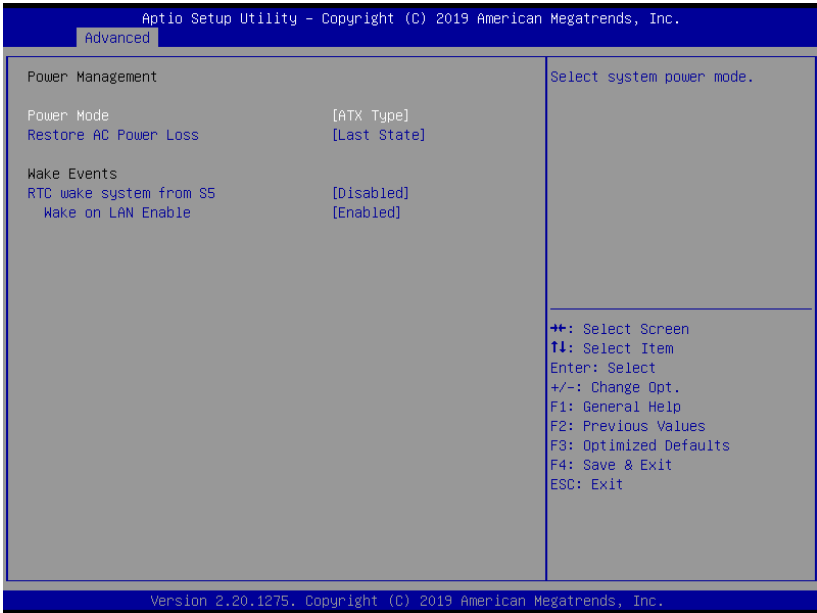 Aptio Setup Utility – Copyright (C) 2019 American Megatrends, Inc.
Advanced
Power Management
Select system power mode.
Power Mode [ATX Type]
Restore AC Power Loss [Last State]
Wake Events
RTC wake system from S5 [Disabled]
Wake on LAN Enable [Enabled]
→←: Select Screen
↑↓: Select Item
Enter: Select
+/-: Change Opt.
F1: General Help
F2: Previous Values
F3: Optimized Defaults
F4: Save & Exit
ESC: Exit
Version 2.20.1275. Copyright (C) 2019 American Megatrends, Inc.